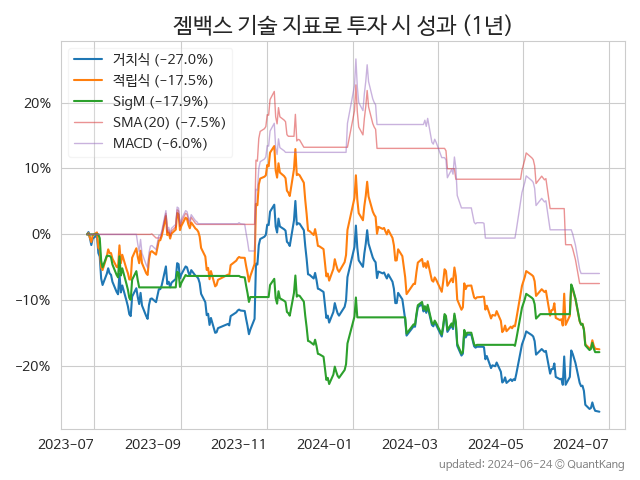 젬백스 기술 지표로 투자 시 성과 (1년)
거치식 (−27.0%)
적립식 (−17.5%)
SigM (−17.9%)
SMA(20) (−7.5%)
MACD (−6.0%)
20%
10%
0%
−10%
−20%
2023-07 2023-09 2023-11 2024-01 2024-03 2024-05 2024-07
updated: 2024-06-24 © QuantKang